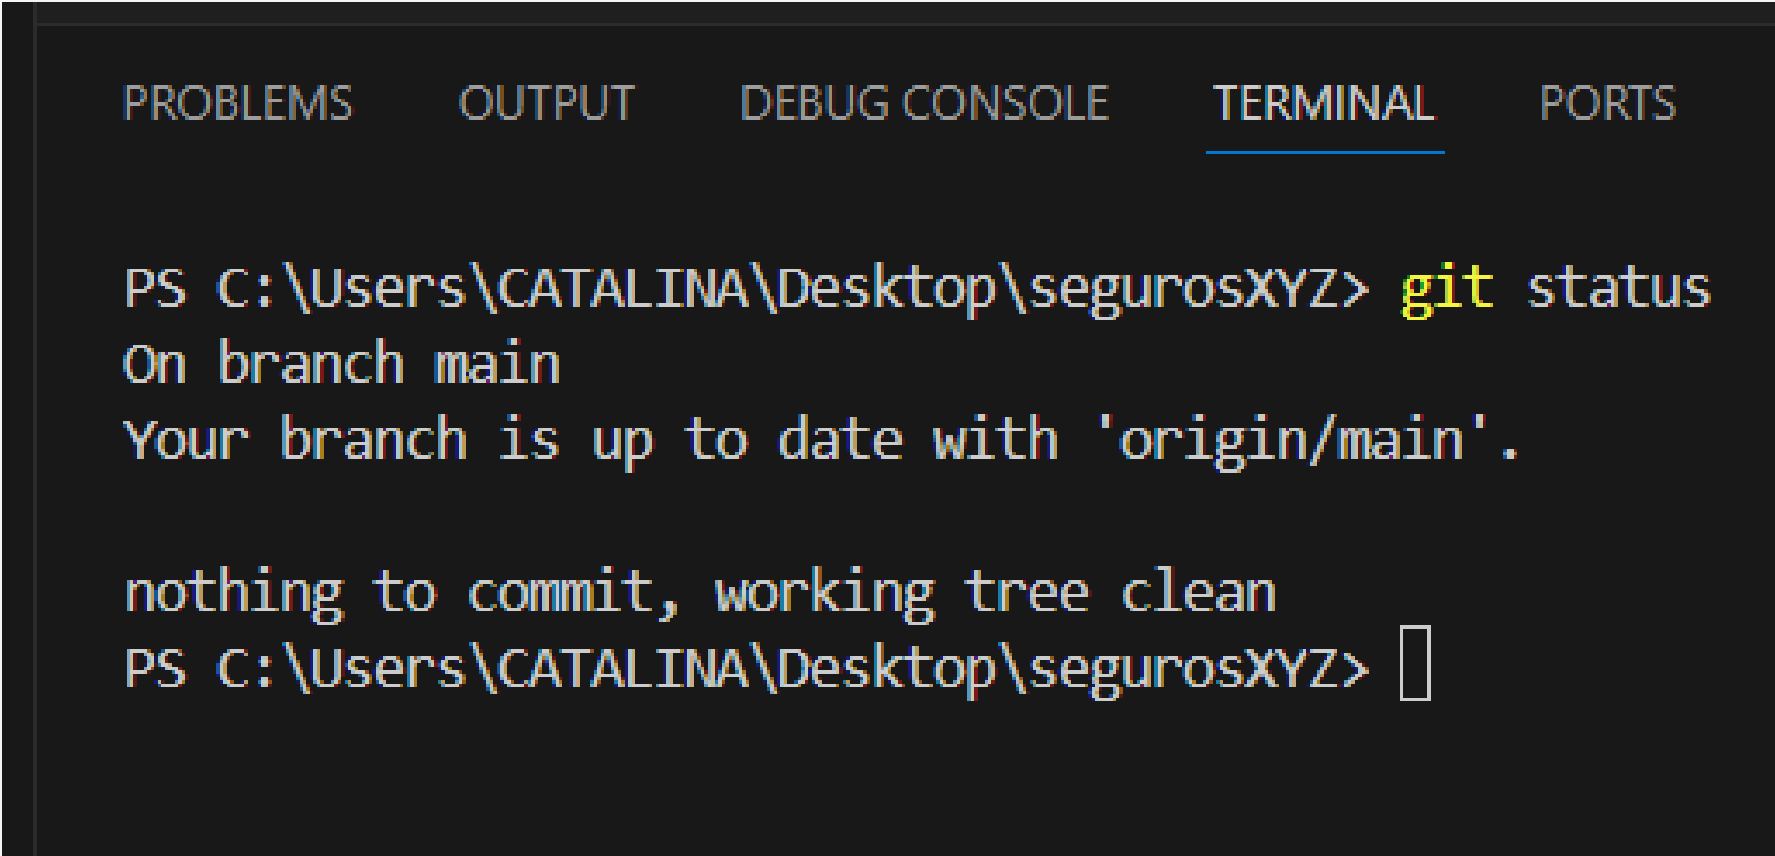 PROBLEMS OUTPUT DEBUG CONSOLE TERMINAL PORTS
PS C:\Users\CATALINA\Desktop\segurosXYZ> git status
On branch main
Your branch is up to date with 'origin/main'.
nothing to commit, working tree clean
PS C:\Users\CATALINA\Desktop\segurosXYZ>